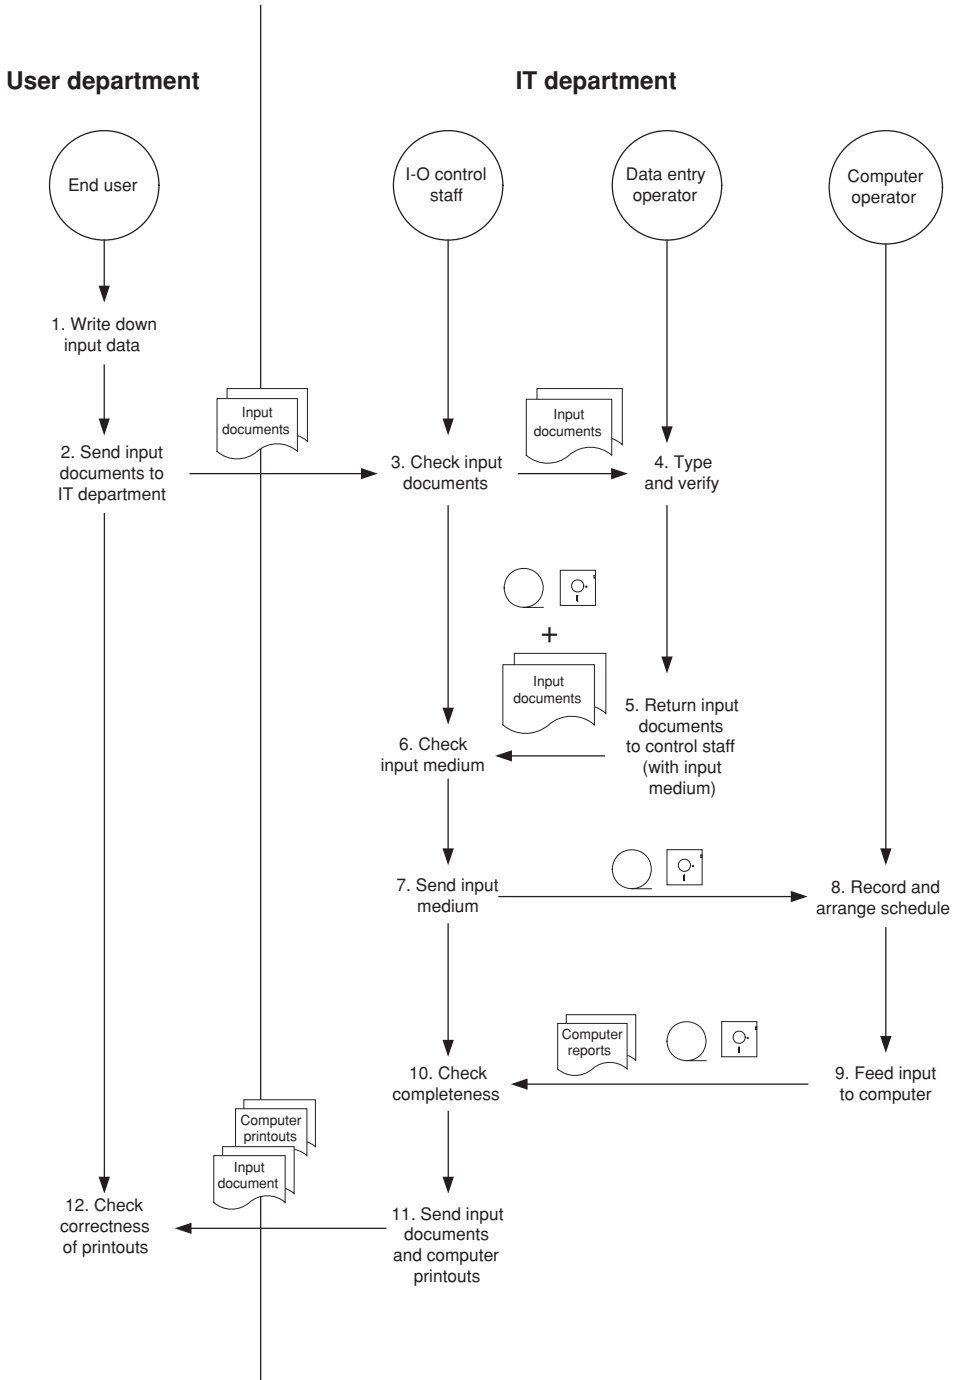 User department
IT department
End user
I-O control
staff
Data entry
operator
Computer
operator
1. Write down
input data
Input
documents
Input
documents
2. Send input
documents to
IT department
3. Check input
documents
4. Type
and verify
+
Input
documents
5. Return input
documents
to control staff
(with input
medium)
6. Check
input medium
7. Send input
medium
8. Record and
arrange schedule
Computer
reports
9. Feed input
to computer
10. Check
completeness
Computer
printouts
Input
document
11. Send input
documents
and computer
printouts
12. Check
correctness
of printouts